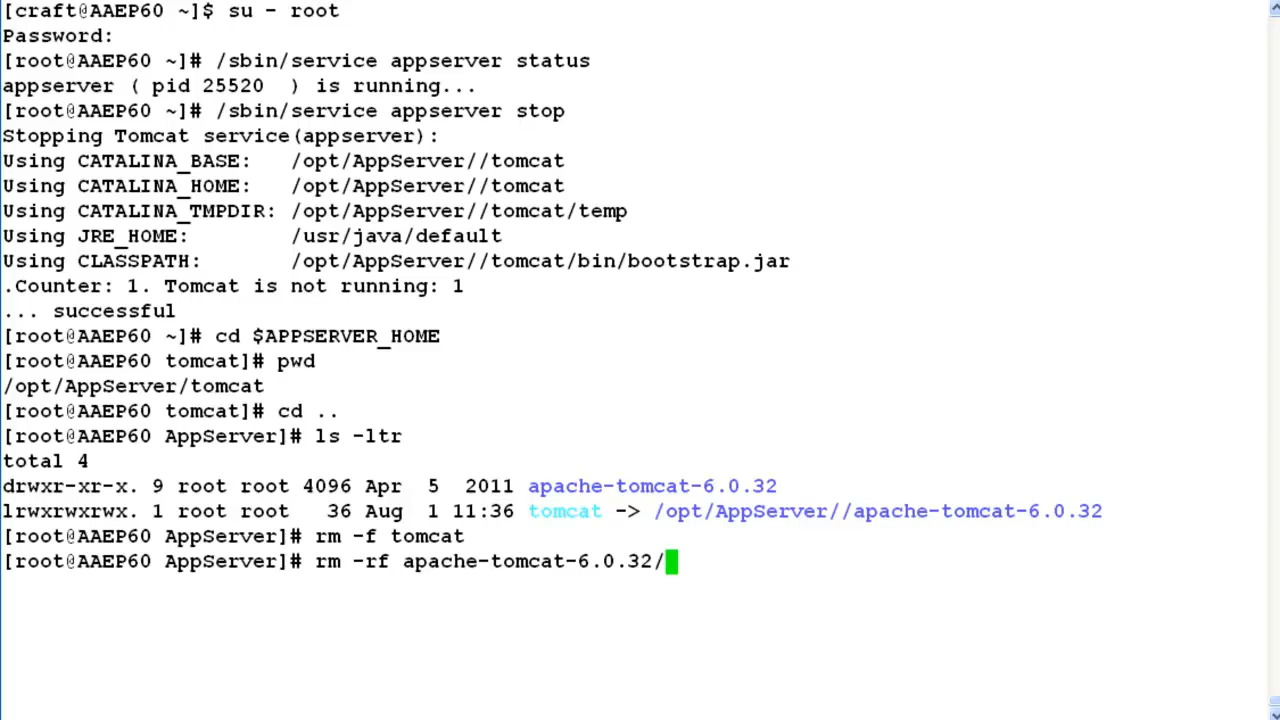 [craft@AAEP60 ~]$ su - root
Password:
[root@AAEP60 ~]# /sbin/service appserver status
appserver ( pid 25520  ) is running...
[root@AAEP60 ~]# /sbin/service appserver stop
Stopping Tomcat service(appserver):
Using CATALINA_BASE:   /opt/AppServer//tomcat
Using CATALINA_HOME:   /opt/AppServer//tomcat
Using CATALINA_TMPDIR: /opt/AppServer//tomcat/temp
Using JRE_HOME:        /usr/java/default
Using CLASSPATH:       /opt/AppServer//tomcat/bin/bootstrap.jar
.Counter: 1. Tomcat is not running: 1
... successful
[root@AAEP60 ~]# cd $APPSERVER_HOME
[root@AAEP60 tomcat]# pwd
/opt/AppServer/tomcat
[root@AAEP60 tomcat]# cd ..
[root@AAEP60 AppServer]# ls -ltr
total 4
drwxr-xr-x. 9 root root 4096 Apr  5  2011 apache-tomcat-6.0.32
lrwxrwxrwx. 1 root root   36 Aug  1 11:36 tomcat -> /opt/AppServer//apache-tomcat-6.0.32
[root@AAEP60 AppServer]# rm -f tomcat
[root@AAEP60 AppServer]# rm -rf apache-tomcat-6.0.32/